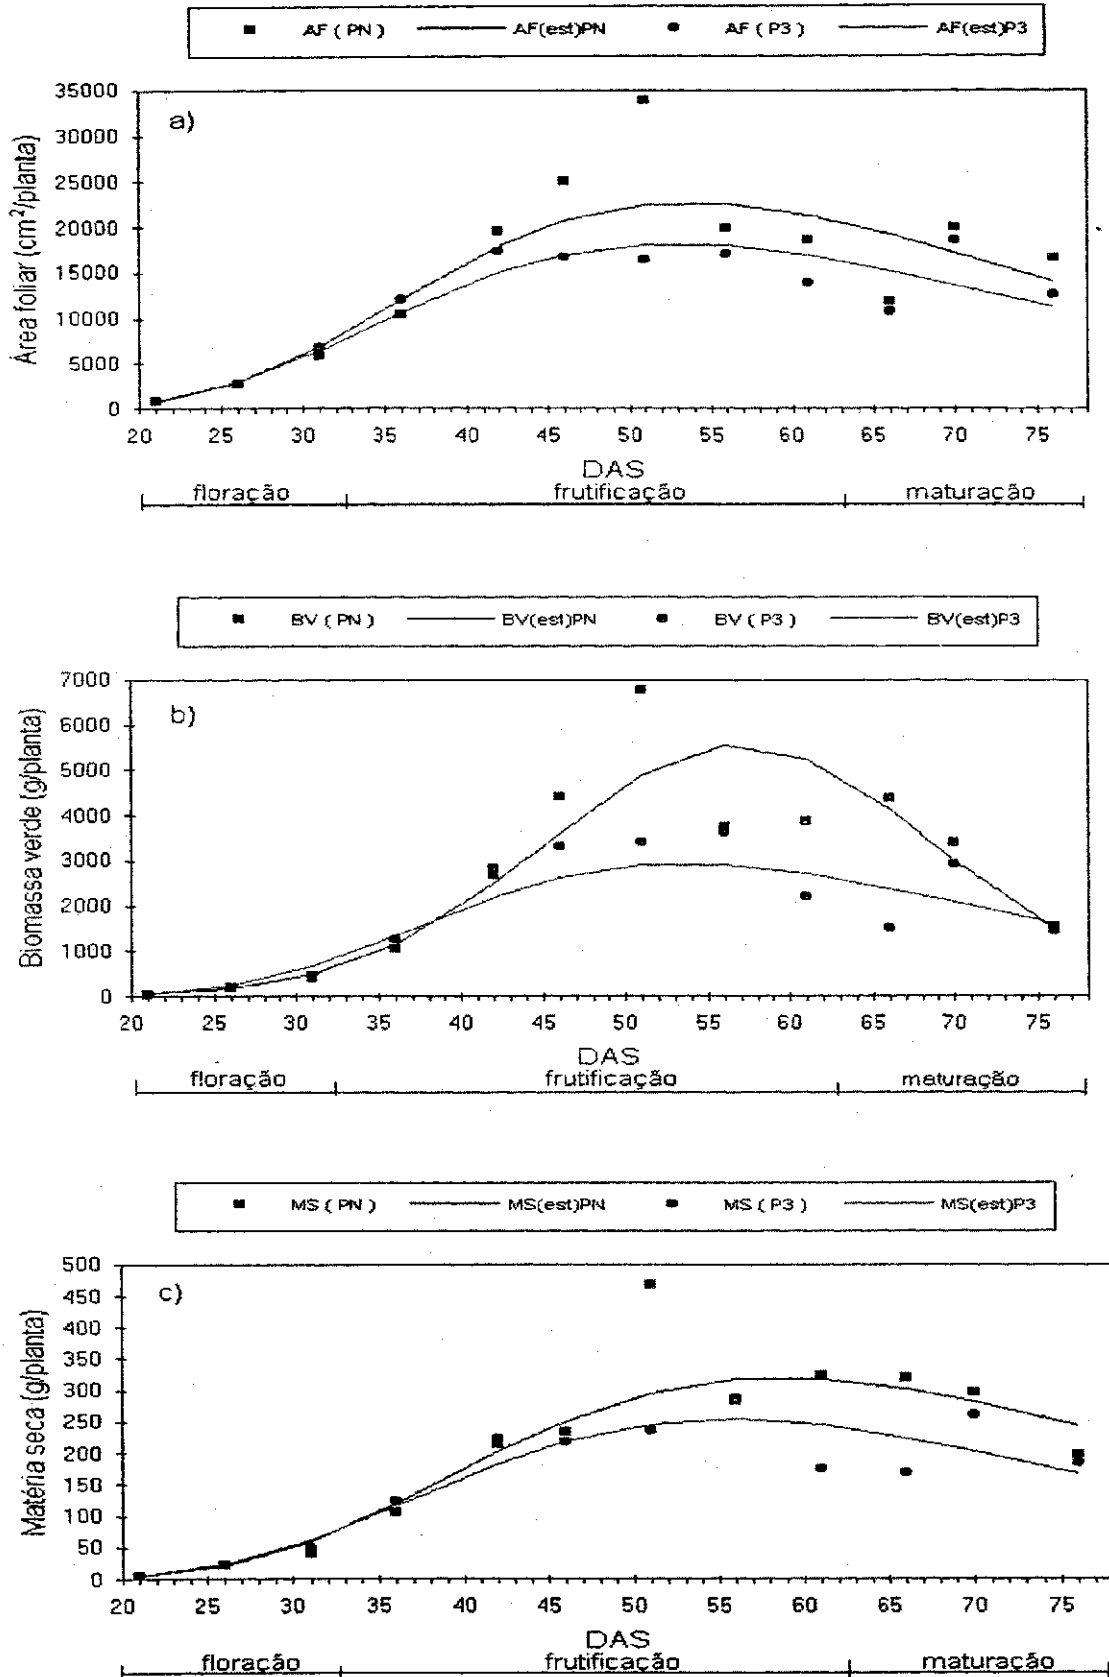 AF ( PN ) AF(est)PN AF ( P3 ) AF(est)P3
a)
Área foliar (cm²/planta)
35000
30000
25000
20000
15000
10000
5000
0
20 25 30 35 40 45 50 55 60 65 70 75
DAS
floração frutificação maturação
BV ( PN ) BV(est)PN BV ( P3 ) BV(est)P3
b)
Biomassa verde (g/planta)
7000
6000
5000
4000
3000
2000
1000
0
20 25 30 35 40 45 50 55 60 65 70 75
DAS
floração frutificação maturação
MS ( PN ) MS(est)PN MS ( P3 ) MS(est)P3
c)
Matéria seca (g/planta)
500
450
400
350
300
250
200
150
100
50
0
20 25 30 35 40 45 50 55 60 65 70 75
DAS
floração frutificação maturação